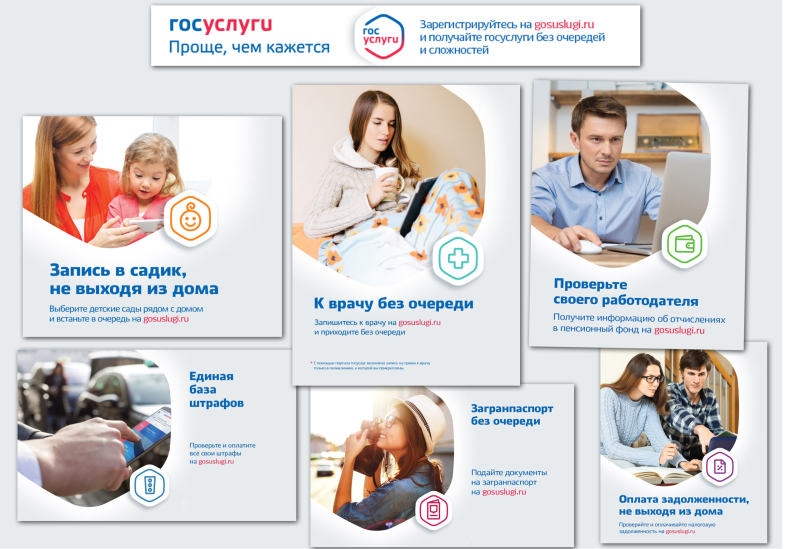 госуслуги
Проще, чем кажется
гос
услуги
Зарегистрируйтесь на gosuslugi.ru
и получайте госуслуги без очередей
и сложностей
Запись в садик,
не выходя из дома
Выберите детские сады рядом с домом
и встаньте в очередь на gosuslugi.ru
К врачу без очереди
Запишитесь к врачу на gosuslugi.ru
и приходите без очереди
Проверьте
своего работодателя
Получите информацию об отчислениях
в пенсионный фонд на gosuslugi.ru
Единая
база
штрафов
Проверьте и оплатите
все свои штрафы
на gosuslugi.ru
Загранпаспорт
без очереди
Подайте документы
на загранпаспорт
на gosuslugi.ru
Оплата задолженности,
не выходя из дома
Проверяйте и оплачивайте налоговую
задолженность на gosuslugi.ru